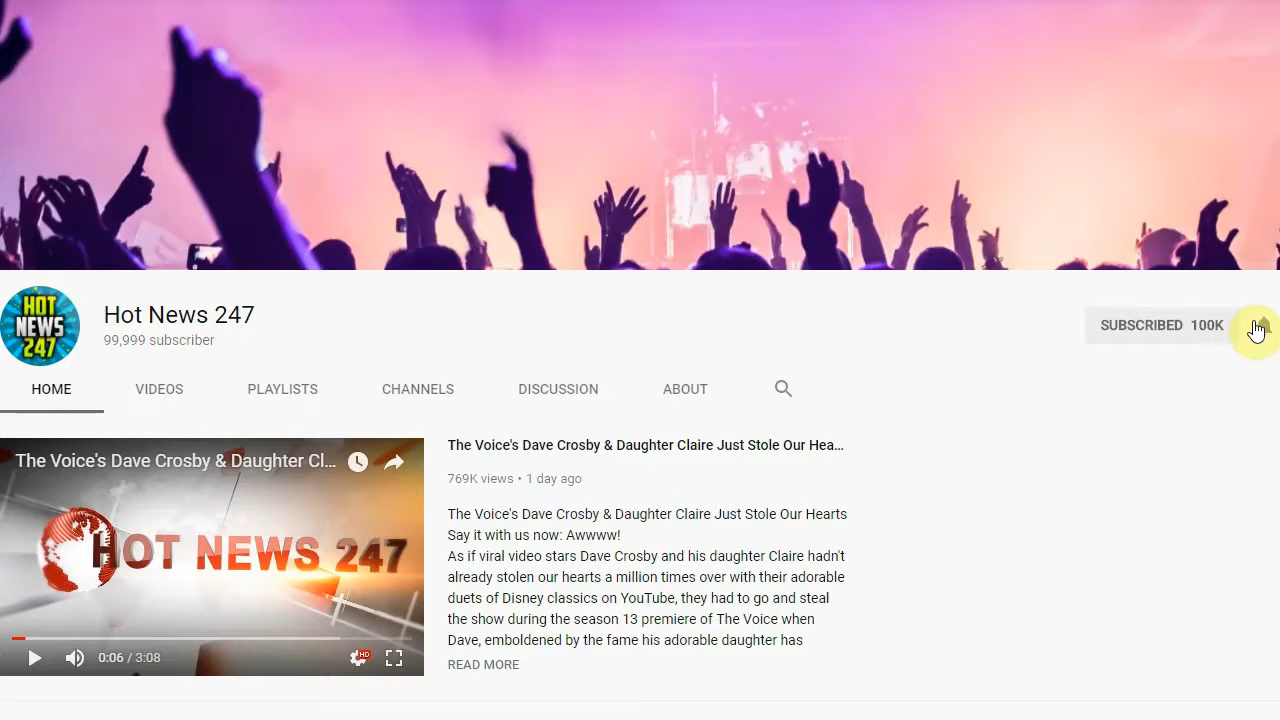 HOT
NEWS
247
Hot News 247
99,999 subscriber
SUBSCRIBED 100K
HOME VIDEOS PLAYLISTS CHANNELS DISCUSSION ABOUT
The Voice's Dave Crosby & Daughter Cl...
HOT NEWS 247
0:06 / 3:08
HD
The Voice's Dave Crosby & Daughter Claire Just Stole Our Hea...
769K views • 1 day ago
The Voice's Dave Crosby & Daughter Claire Just Stole Our Hearts
Say it with us now: Awwww!
As if viral video stars Dave Crosby and his daughter Claire hadn't
already stolen our hearts a million times over with their adorable
duets of Disney classics on YouTube, they had to go and steal
the show during the season 13 premiere of The Voice when
Dave, emboldened by the fame his adorable daughter has
READ MORE